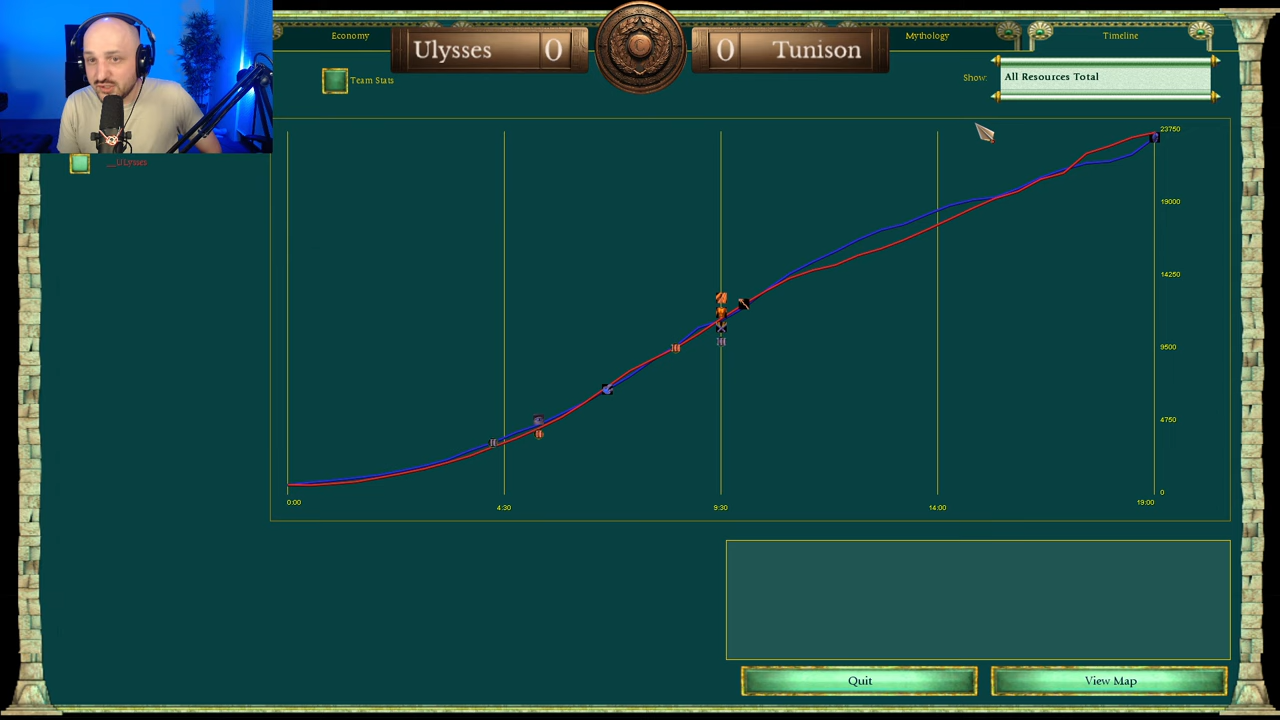 Economy
Ulysses 0
0 Tunison
Mythology
Timeline
Team Stats
Show:
All Resources Total
__Ulysses
23750
19000
14250
9500
4750
0
0:00
4:30
9:30
14:00
19:00
Quit
View Map